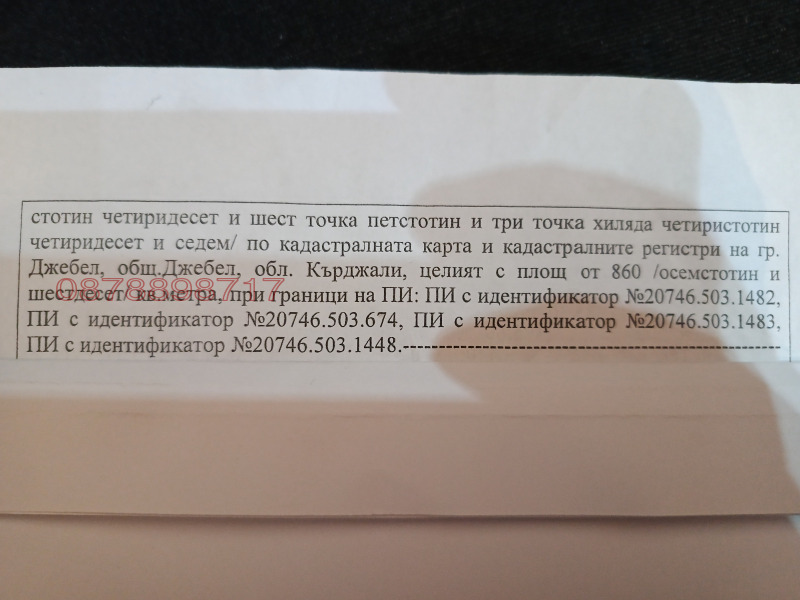 стотин четиридесет и шест точка петстотин и три точка хиляда четиристотин
четиридесет и седем/ по кадастралната карта и кадастралните регистри на гр.
Джебел, общ.Джебел, обл. Кърджали, целият с площ от 860 /осемстотин и
шестдесет/ кв.метра, при граници на ПИ: ПИ с идентификатор №20746.503.1482,
0878898717
ПИ с идентификатор №20746.503.674, ПИ с идентификатор №20746.503.1483,
ПИ с идентификатор №20746.503.1448.---------------------------------------------------